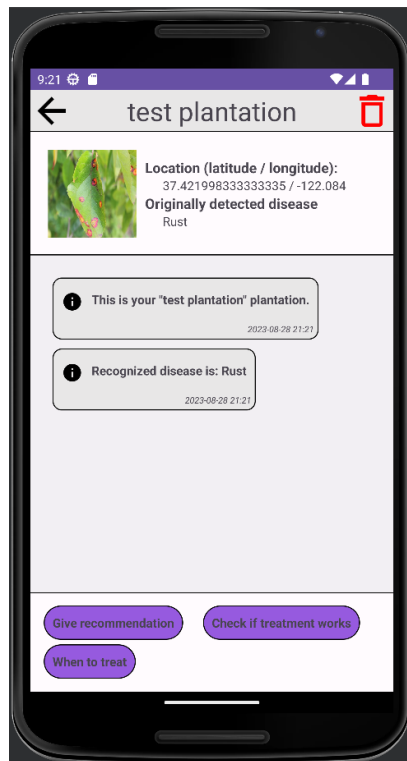 9:21
test plantation
Location (latitude / longitude):
37.421998333333335 / -122.084
Originally detected disease
Rust
This is your "test plantation" plantation.
2023-08-28 21:21
Recognized disease is: Rust
2023-08-28 21:21
Give recommendation
Check if treatment works
When to treat